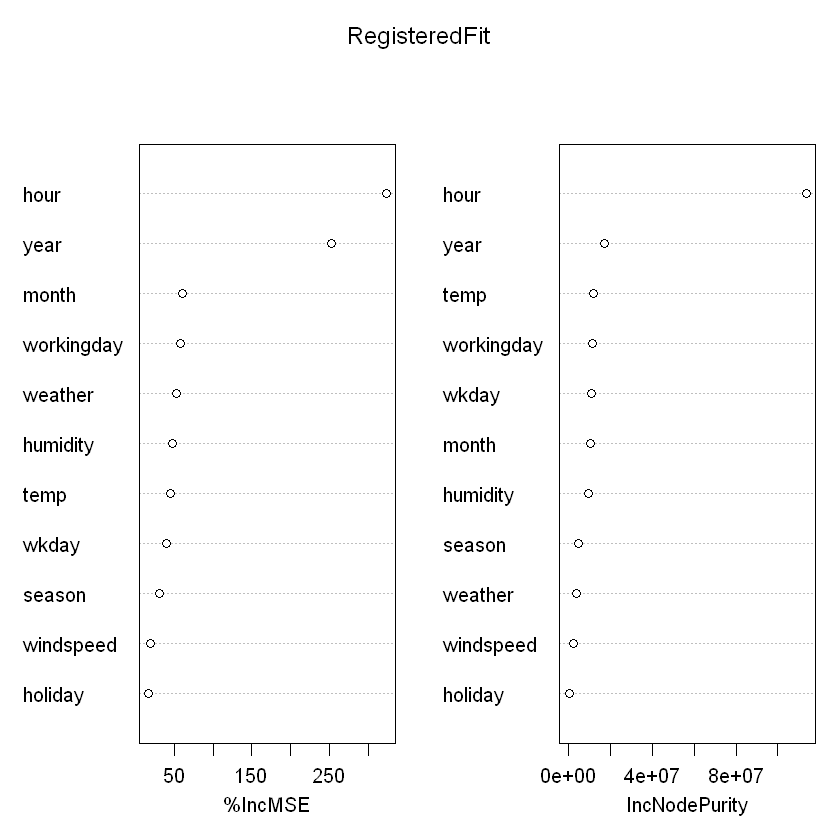 RegisteredFit
hour
year
month
workingday
weather
humidity
temp
wkday
season
windspeed
holiday
50 150 250
%IncMSE
hour
year
temp
workingday
wkday
month
humidity
season
weather
windspeed
holiday
0e+00 4e+07 8e+07
IncNodePurity